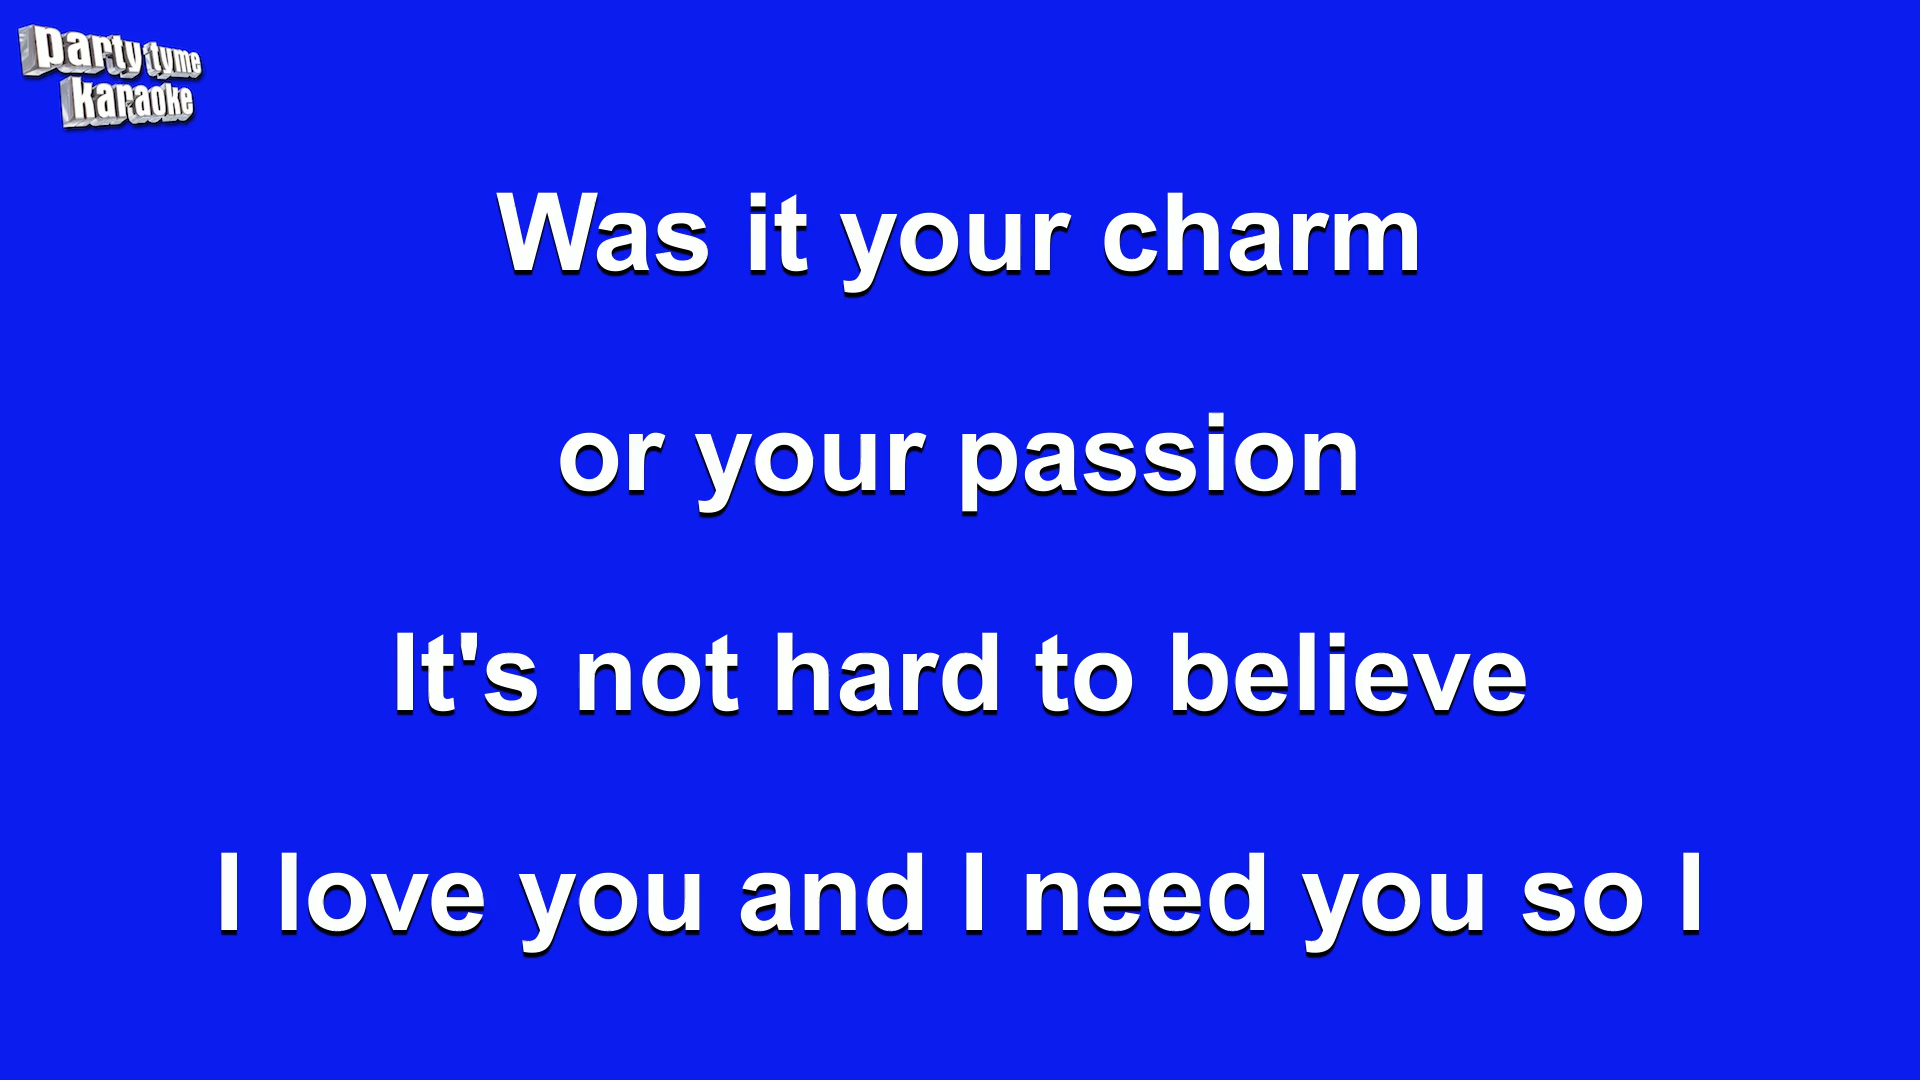 party tyme
karaoke
Was it your charm
or your passion
It's not hard to believe
I love you and I need you so I